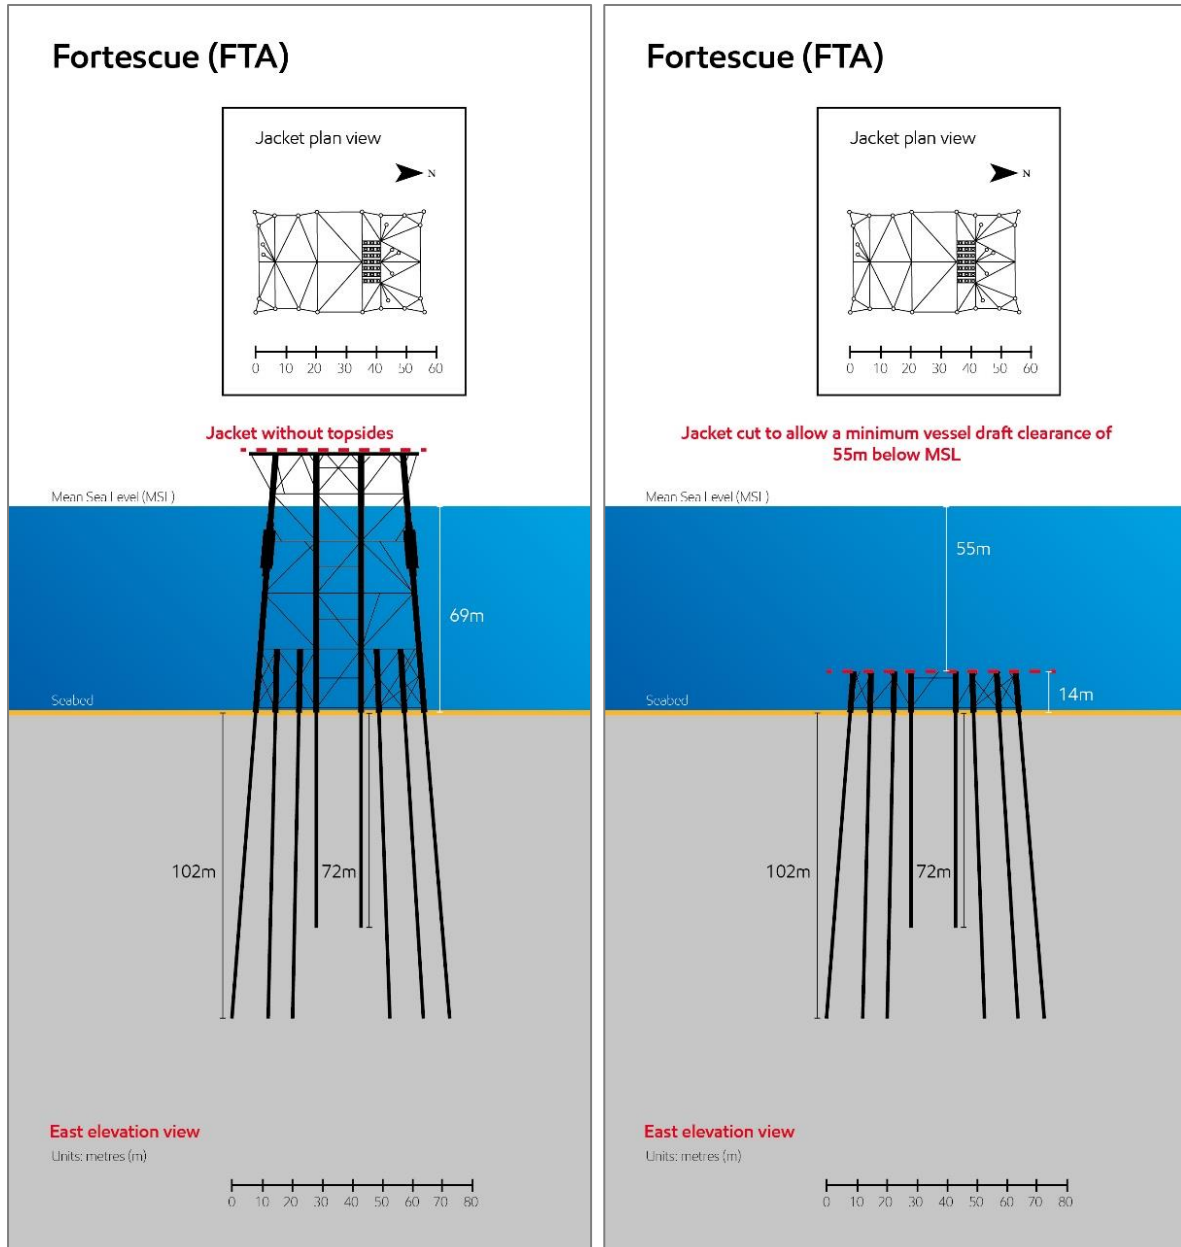 Fortescue (FTA)
Jacket plan view
N
0 10 20 30 40 50 60
Jacket without topsides
Mean Sea Level (MSL)
69m
Seabed
102m
72m
East elevation view
Units: metres (m)
0 10 20 30 40 50 60 70 80
Fortescue (FTA)
Jacket plan view
N
0 10 20 30 40 50 60
Jacket cut to allow a minimum vessel draft clearance of
55m below MSL
Mean Sea Level (MSL)
55m
Seabed
14m
102m
72m
East elevation view
Units: metres (m)
0 10 20 30 40 50 60 70 80